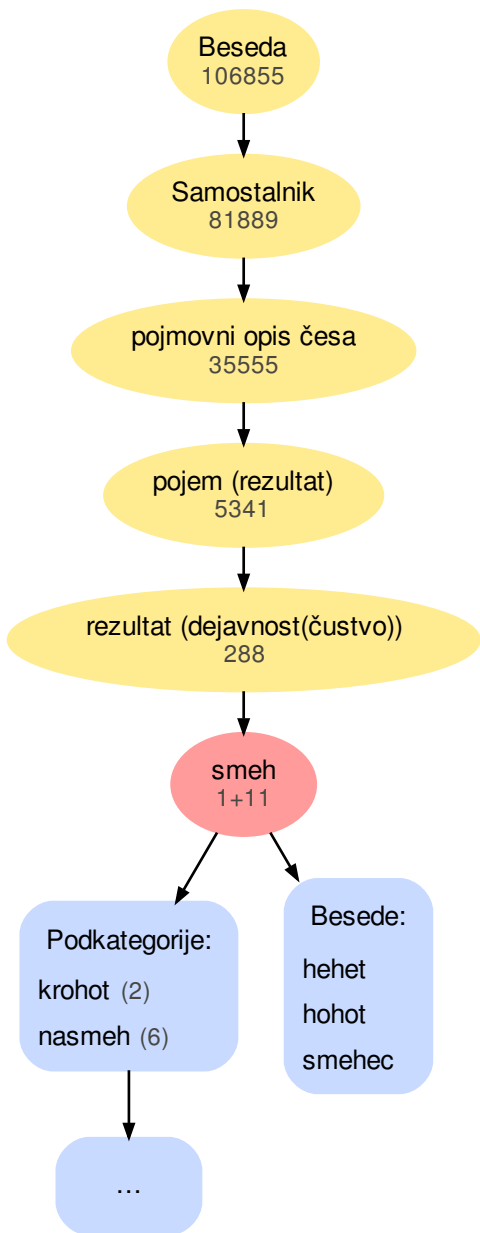 Beseda
106855
Samostalnik
81889
pojmovni opis česa
35555
pojem (rezultat)
5341
rezultat (dejavnost(čustvo))
288
smeh
1+11
Podkategorije:
krohot (2)
nasmeh (6)
Besede:
hehet
hohot
smehec
...